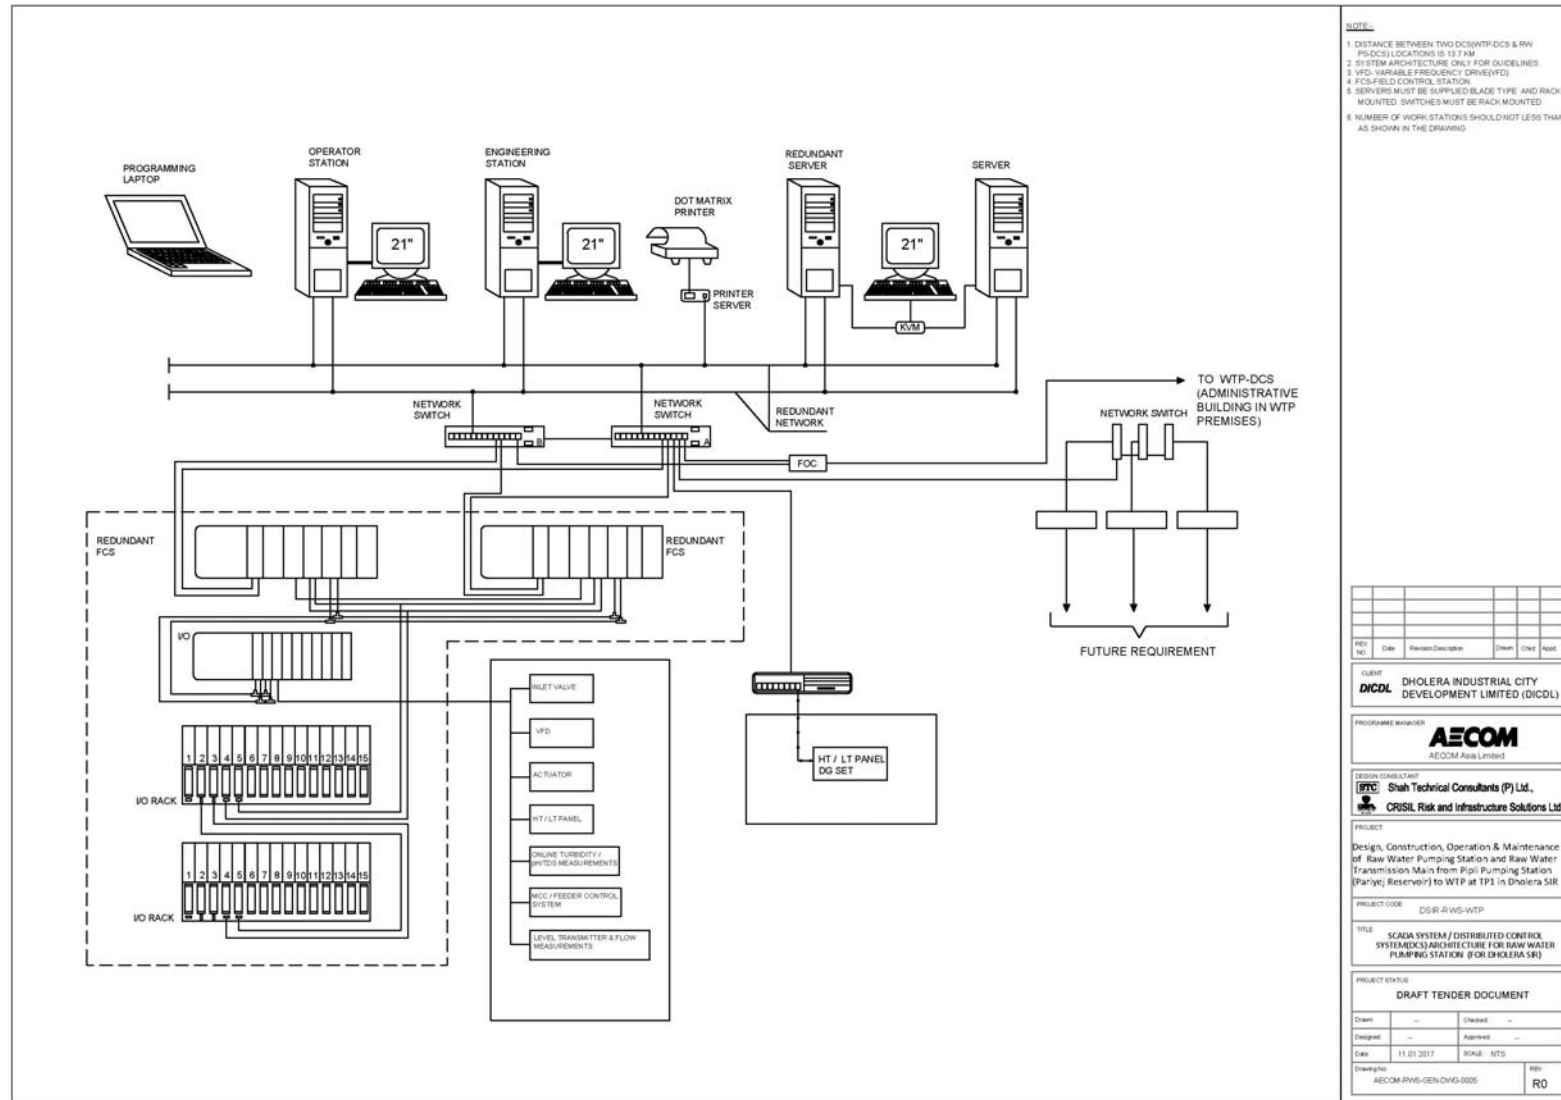 NOTE:-
1. DISTANCE BETWEEN TWO DCS(WTP-DCS & RW
PS-DCS) LOCATIONS IS 13.7 KM
2. SYSTEM ARCHITECTURE ONLY FOR GUIDELINES.
3. VFD- VARIABLE FREQUENCY DRIVE(VFD)
4. FCS-FIELD CONTROL STATION.
5. SERVERS MUST BE SUPPLIED BLADE TYPE AND RACK
MOUNTED. SWITCHES MUST BE RACK MOUNTED
6. NUMBER OF WORK STATIONS SHOULD NOT LESS THAN
AS SHOWN IN THE DRAWING.
PROGRAMMING
LAPTOP
OPERATOR
STATION
21"
ENGINEERING
STATION
21"
DOT MATRIX
PRINTER
PRINTER
SERVER
REDUNDANT
SERVER
21"
KVM
SERVER
NETWORK
SWITCH
B
NETWORK
SWITCH
A
REDUNDANT
NETWORK
FOC
TO WTP-DCS
(ADMINISTRATIVE
BUILDING IN WTP
PREMISES)
NETWORK SWITCH
FUTURE REQUIREMENT
REDUNDANT
FCS
REDUNDANT
FCS
I/O
1 2 3 4 5 6 7 8 9 10 11 12 13 14 15
I/O RACK
1 2 3 4 5 6 7 8 9 10 11 12 13 14 15
I/O RACK
INLET VALVE
VFD
ACTUATOR
HT / LT PANEL
ONLINE TURBIDITY /
pH/TDS MEASUREMENTS
MCC / FEEDER CONTROL
SYSTEM
LEVEL TRANSMITTER & FLOW
MEASUREMENTS
HT / LT PANEL
DG SET
REV. NO. Date Revision Description Drawn Chkd Appd.
CLIENT
DICDL DHOLERA INDUSTRIAL CITY
DEVELOPMENT LIMITED (DICDL)
PROGRAMME MANAGER
AECOM
AECOM Asia Limited
DESIGN CONSULTANT
STC Shah Technical Consultants (P) Ltd.,
CRISIL Risk and Infrastructure Solutions Ltd
PROJECT
Design, Construction, Operation & Maintenance
of Raw Water Pumping Station and Raw Water
Transmission Main from Pipli Pumping Station
(Pariyej Reservoir) to WTP at TP1 in Dholera SIR
PROJECT CODE
DSIR-RWS-WTP
TITLE
SCADA SYSTEM / DISTRIBUTED CONTROL
SYSTEM(DCS) ARCHITECTURE FOR RAW WATER
PUMPING STATION (FOR DHOLERA SIR)
PROJECT STATUS
DRAFT TENDER DOCUMENT
Drawn: -- Checked: --
Designed: -- Approved: --
Date: 11.01.2017 SCALE: NTS
Drawing No: REV
AECOM-RWS-GEN-DWG-0005 R0